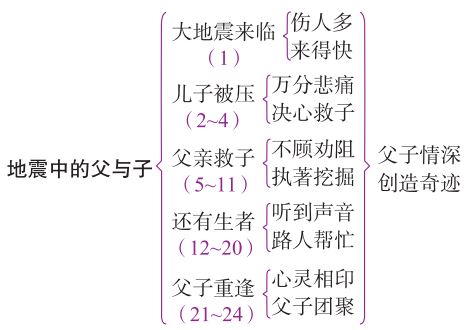 地震中的父与子
大地震来临
(1)
伤人多
来得快
儿子被压
(2~4)
万分悲痛
决心救子
父亲救子
(5~11)
不顾劝阻
执著挖掘
还有生者
(12~20)
听到声音
路人帮忙
父子重逢
(21~24)
心灵相印
父子团聚
父子情深
创造奇迹